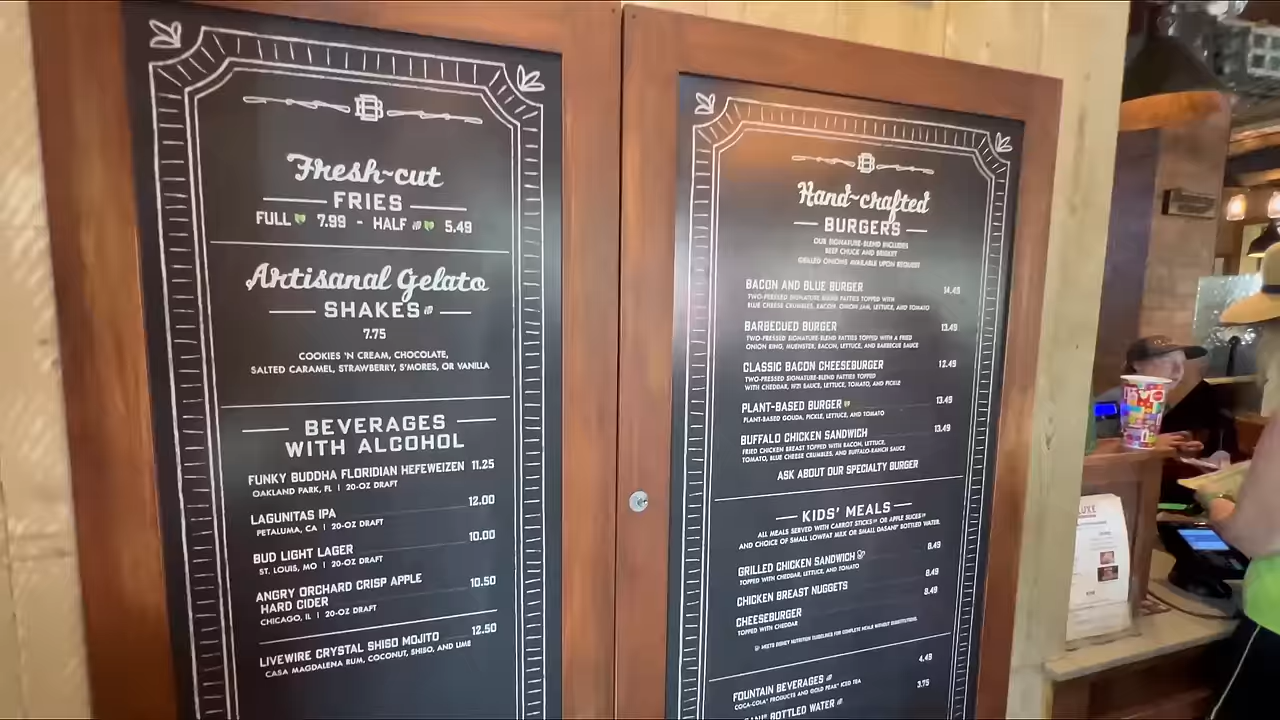 Fresh-cut
FRIES
FULL 7.99 - HALF 5.49
Artisanal Gelato
SHAKES
7.75
COOKIES 'N CREAM, CHOCOLATE,
SALTED CARAMEL, STRAWBERRY, S'MORES, OR VANILLA
BEVERAGES
WITH ALCOHOL
FUNKY BUDDHA FLORIDIAN HEFEWEIZEN 11.25
OAKLAND PARK, FL | 20-OZ DRAFT
LAGUNITAS IPA 12.00
PETALUMA, CA | 20-OZ DRAFT
BUD LIGHT LAGER 10.00
ST. LOUIS, MO | 20-OZ DRAFT
ANGRY ORCHARD CRISP APPLE 10.50
HARD CIDER
CHICAGO, IL | 20-OZ DRAFT
LIVEWIRE CRYSTAL SHISO MOJITO 12.50
CASA MAGDALENA RUM, COCONUT, SHISO, AND LIME
Hand-crafted
BURGERS
OUR SIGNATURE-BLEND INCLUDES
BEEF CHUCK AND BRISKET
GRILLED ONIONS AVAILABLE UPON REQUEST
BACON AND BLUE BURGER 14.49
TWO-PRESSED SIGNATURE BLEND PATTIES TOPPED WITH
BLUE CHEESE CRUMBLES, BACON, ONION JAM, LETTUCE, AND TOMATO
BARBECUED BURGER 13.49
TWO-PRESSED SIGNATURE-BLEND PATTIES TOPPED WITH A FRIED
ONION RING, MUENSTER, BACON, LETTUCE, AND BARBECUE SAUCE
CLASSIC BACON CHEESEBURGER 12.49
TWO-PRESSED SIGNATURE-BLEND PATTIES TOPPED
WITH CHEDDAR, H71 SAUCE, LETTUCE, TOMATO, AND PICKLE
PLANT-BASED BURGER 13.49
PLANT-BASED GOUDA, PICKLE, LETTUCE, AND TOMATO
BUFFALO CHICKEN SANDWICH 13.49
FRIED CHICKEN BREAST TOPPED WITH BACON, LETTUCE,
TOMATO, BLUE CHEESE CRUMBLES, AND BUFFALO-RANCH SAUCE
ASK ABOUT OUR SPECIALTY BURGER
KIDS' MEALS
ALL MEALS SERVED WITH CARROT STICKS OR APPLE SLICES
AND CHOICE OF SMALL LOWFAT MILK OR SMALL DASANI® BOTTLED WATER.
GRILLED CHICKEN SANDWICH 8.49
TOPPED WITH CHEDDAR, LETTUCE, AND TOMATO
CHICKEN BREAST NUGGETS 8.49
CHEESEBURGER 8.49
TOPPED WITH CHEDDAR
MEETS DISNEY NUTRITION GUIDELINES FOR COMPLETE MEALS WITHOUT SUBSTITUTIONS.
FOUNTAIN BEVERAGES 4.49
COCA-COLA® PRODUCTS AND GOLD PEAK® ICED TEA
BOTTLED WATER 3.75